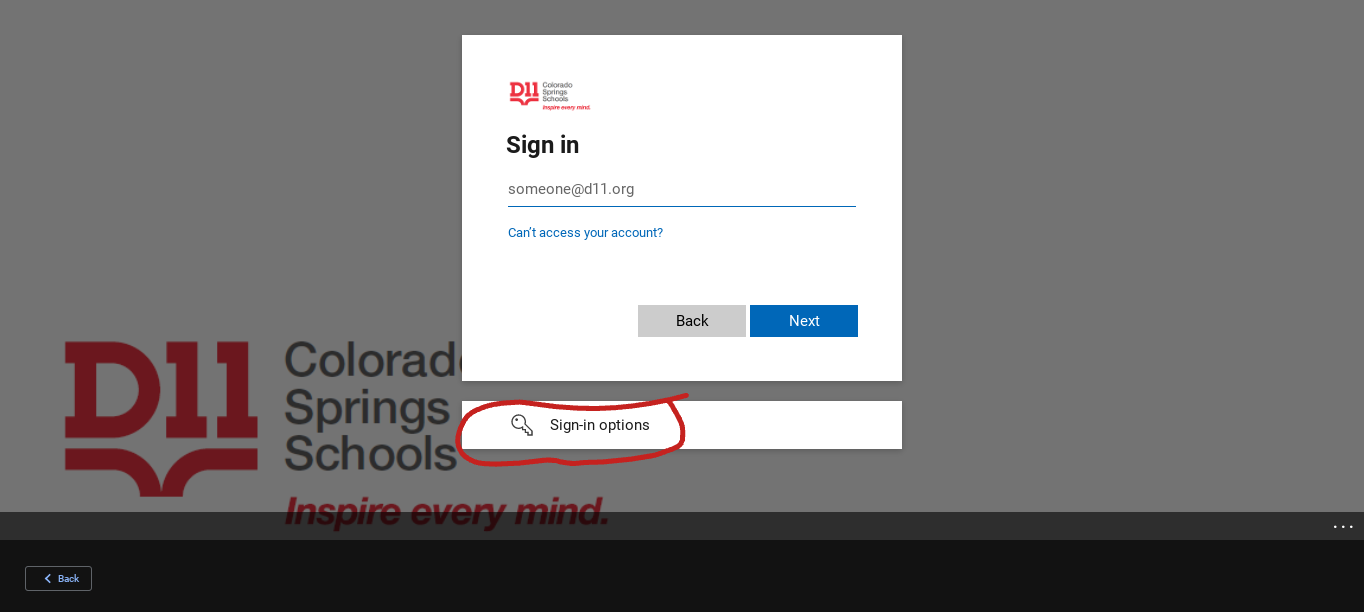 D11 Colorado
Springs
Schools
Inspire every mind.
Sign in
someone@d11.org
Can't access your account?
Back
Next
D11 Colorad
Springs
Schools
Inspire every mind.
Sign-in options
Back